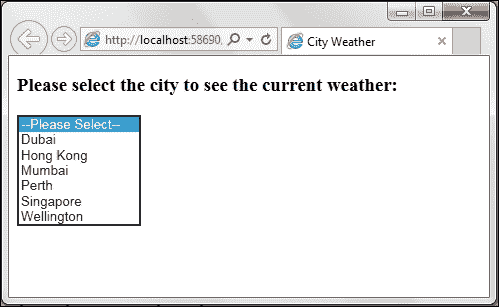 http://localhost:58690
City Weather
Please select the city to see the current weather:
--Please Select--
Dubai
Hong Kong
Mumbai
Perth
Singapore
Wellington